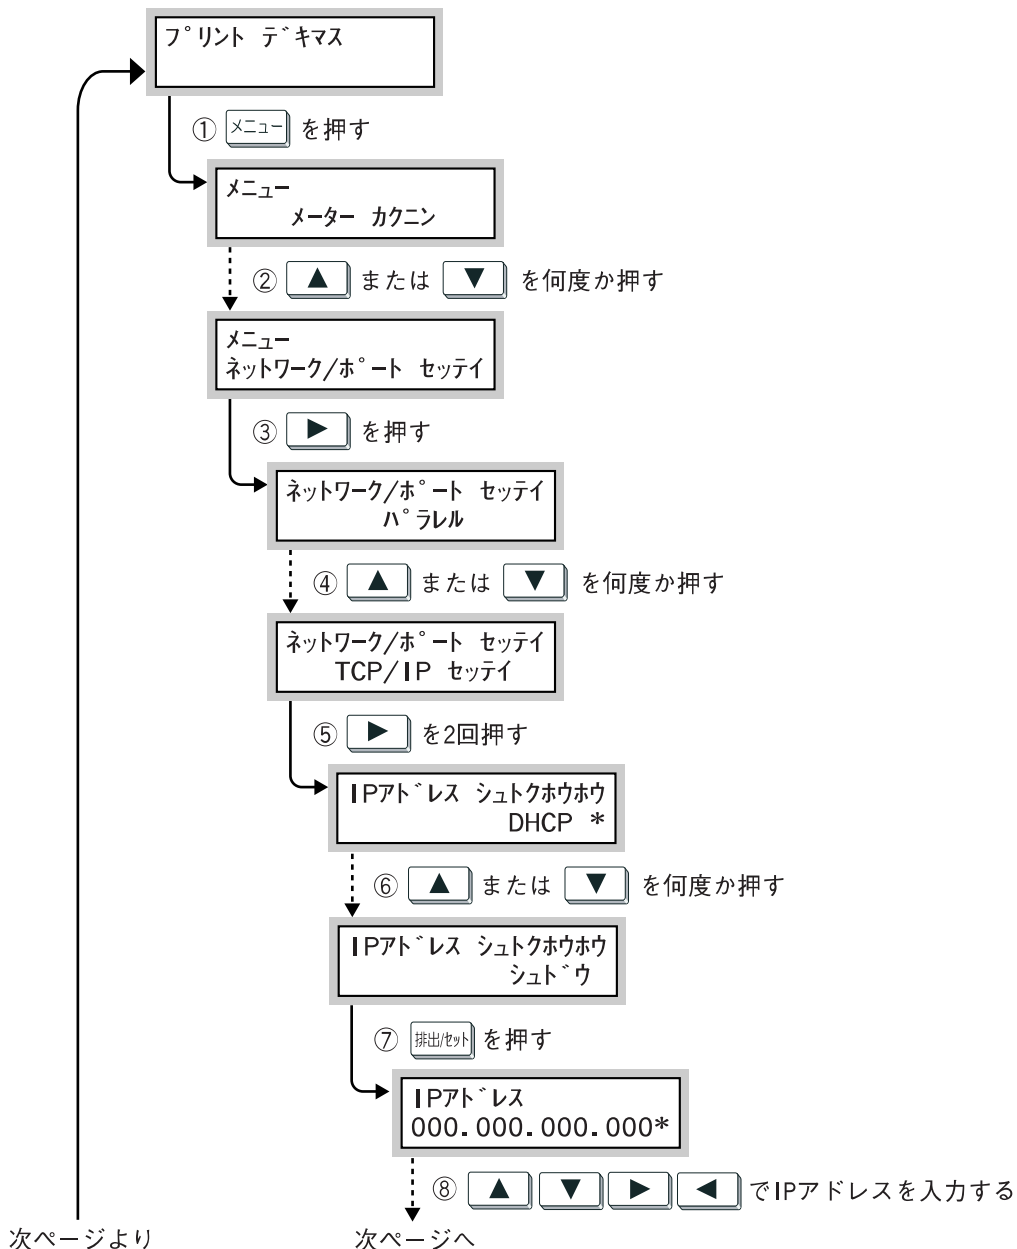 プリント デキマス
① メニュー を押す
メニュー
メーター カクニン
② ▲ または ▼ を何度か押す
メニュー
ネットワーク/ポート セッテイ
③ ▶ を押す
ネットワーク/ポート セッテイ
パラレル
④ ▲ または ▼ を何度か押す
ネットワーク/ポート セッテイ
TCP/IP セッテイ
⑤ ▶ を2回押す
IPアドレス シュトクホウホウ
DHCP *
⑥ ▲ または ▼ を何度か押す
IPアドレス シュトクホウホウ
シュドウ
⑦ 排出/セット を押す
IPアドレス
000.000.000.000*
⑧ ▲ ▼ ▶ ◀ でIPアドレスを入力する
次ページより
次ページへ